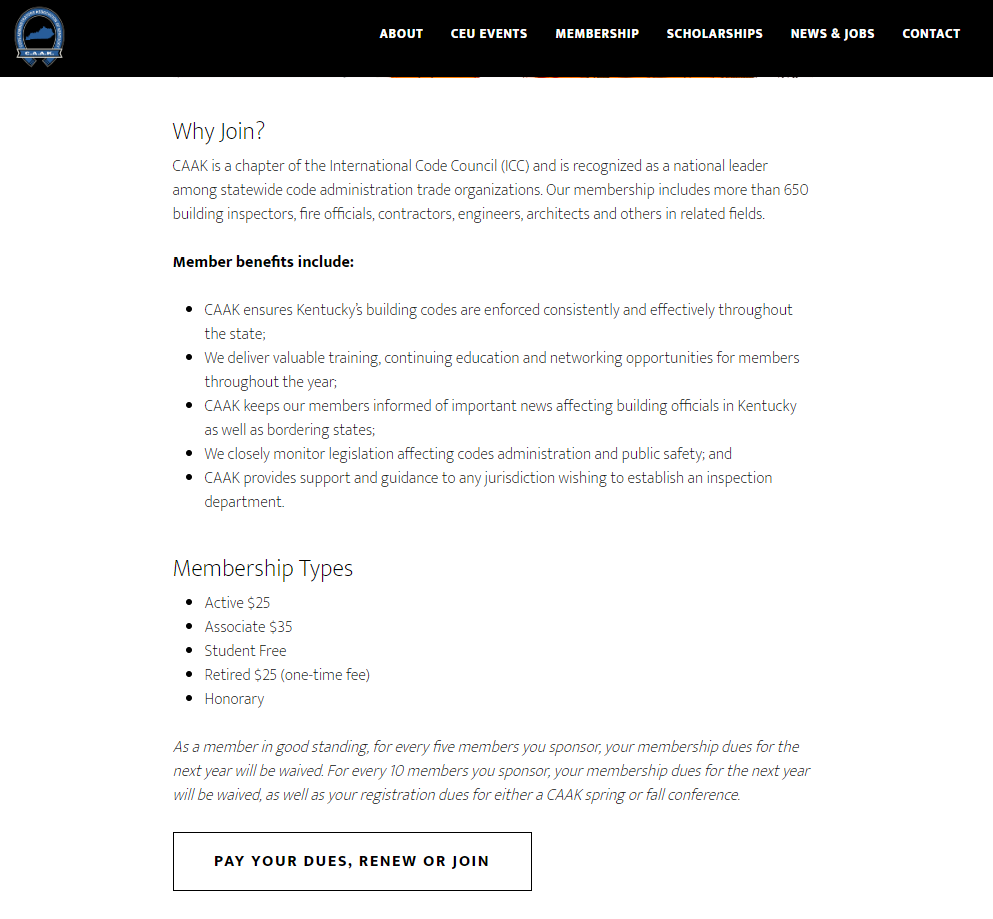 C.A.A.K.
ABOUT CEU EVENTS MEMBERSHIP SCHOLARSHIPS NEWS & JOBS CONTACT
Why Join?
CAAK is a chapter of the International Code Council (ICC) and is recognized as a national leader
among statewide code administration trade organizations. Our membership includes more than 650
building inspectors, fire officials, contractors, engineers, architects and others in related fields.
Member benefits include:
CAAK ensures Kentucky's building codes are enforced consistently and effectively throughout
the state;
We deliver valuable training, continuing education and networking opportunities for members
throughout the year;
CAAK keeps our members informed of important news affecting building officials in Kentucky
as well as bordering states;
We closely monitor legislation affecting codes administration and public safety; and
CAAK provides support and guidance to any jurisdiction wishing to establish an inspection
department.
Membership Types
Active $25
Associate $35
Student Free
Retired $25 (one-time fee)
Honorary
As a member in good standing, for every five members you sponsor, your membership dues for the
next year will be waived. For every 10 members you sponsor, your membership dues for the next year
will be waived, as well as your registration dues for either a CAAK spring or fall conference.
PAY YOUR DUES, RENEW OR JOIN